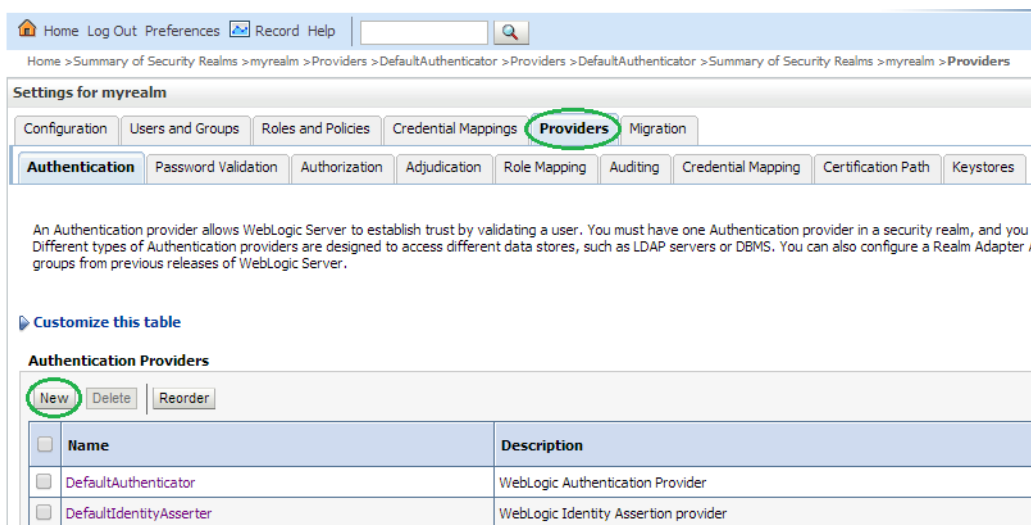 Home Log Out Preferences Record Help
Home >Summary of Security Realms >myrealm >Providers >DefaultAuthenticator >Providers >DefaultAuthenticator >Summary of Security Realms >myrealm >Providers
Settings for myrealm
Configuration Users and Groups Roles and Policies Credential Mappings Providers Migration
Authentication Password Validation Authorization Adjudication Role Mapping Auditing Credential Mapping Certification Path Keystores
An Authentication provider allows WebLogic Server to establish trust by validating a user. You must have one Authentication provider in a security realm, and you
Different types of Authentication providers are designed to access different data stores, such as LDAP servers or DBMS. You can also configure a Realm Adapter A
groups from previous releases of WebLogic Server.
Customize this table
Authentication Providers
New Delete Reorder
Name Description
DefaultAuthenticator WebLogic Authentication Provider
DefaultIdentityAsserter WebLogic Identity Assertion provider